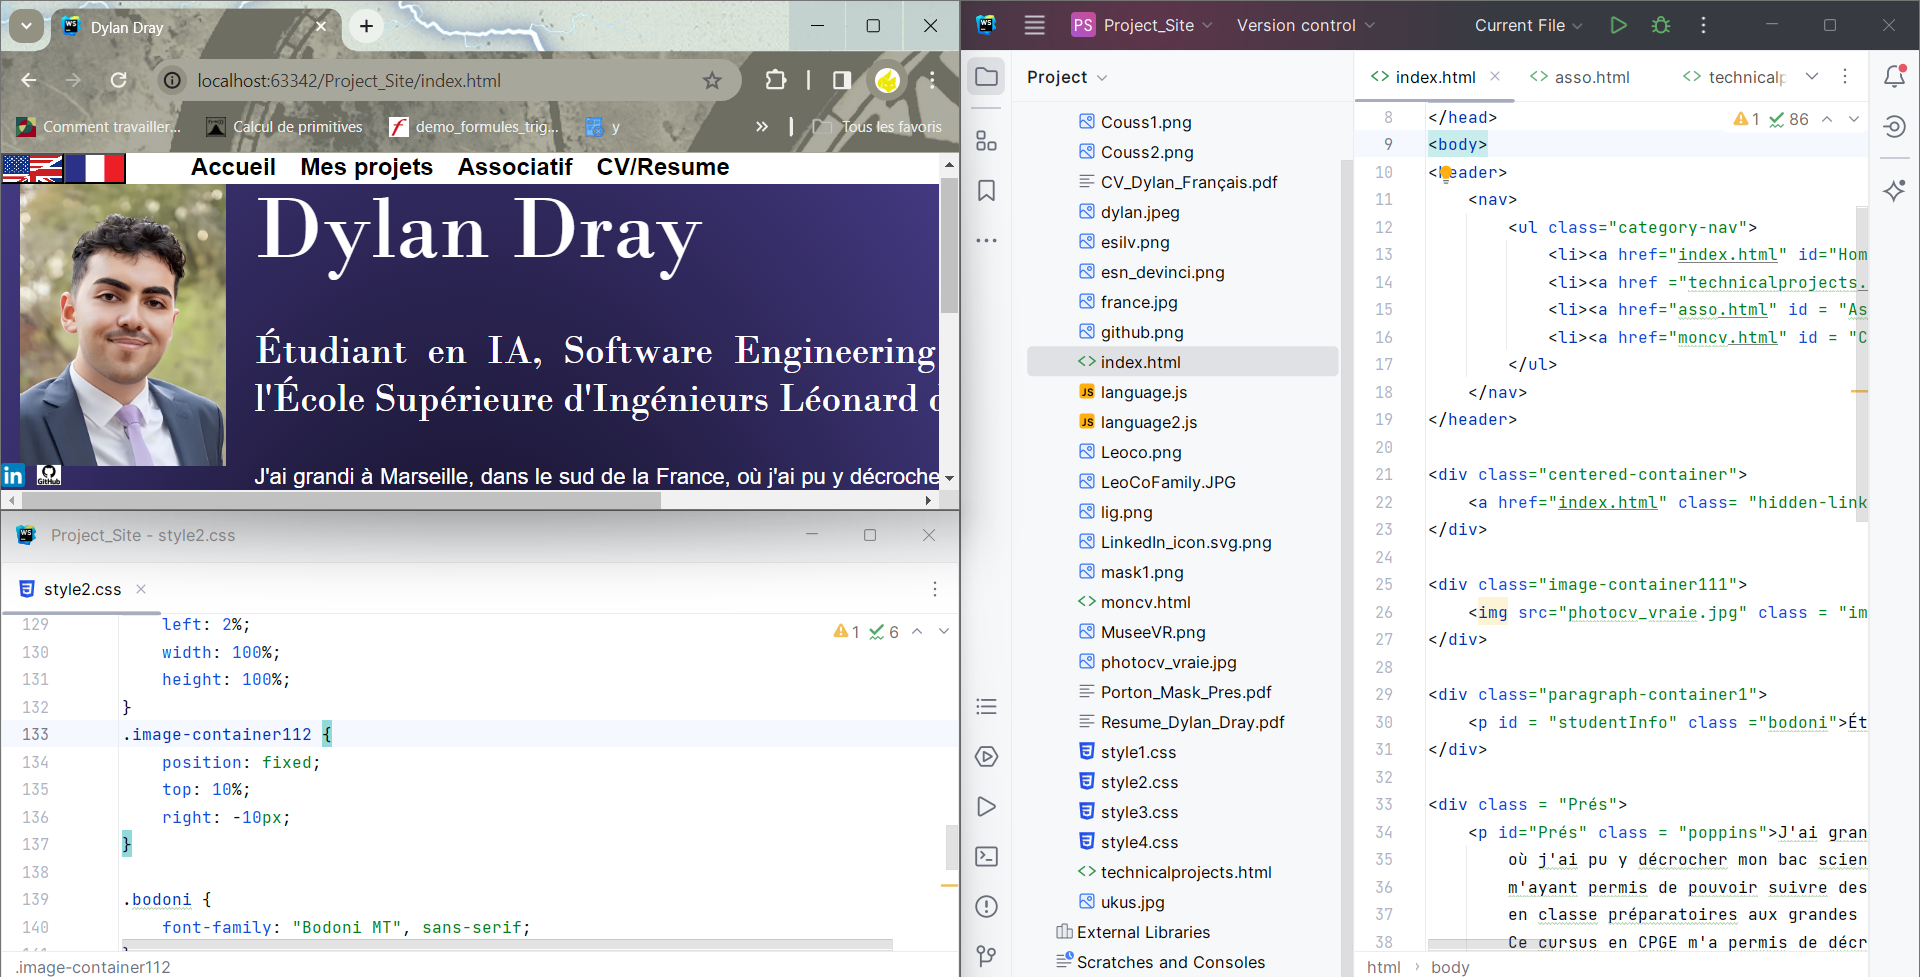 Dylan Dray
localhost:63342/Project_Site/index.html
Comment travailler...
Calcul de primitives
demo_formules_trig...
y
Tous les favoris
Accueil
Mes projets
Associatif
CV/Resume
Dylan Dray
Étudiant en IA, Software Engineering
l'École Supérieure d'Ingénieurs Léonard d
J'ai grandi à Marseille, dans le sud de la France, où j'ai pu y décroche
in
GitHub
WS
Project_Site - style2.css
style2.css
1
6
129 left: 2%;
130 width: 100%;
131 height: 100%;
132 }
133 .image-container112 {
134 position: fixed;
135 top: 10%;
136 right: -10px;
137 }
138
139 .bodoni {
140 font-family: "Bodoni MT", sans-serif;
.image-container112
WS
PS
Project_Site
Version control
Current File
Project
Couss1.png
Couss2.png
CV_Dylan_Français.pdf
dylan.jpeg
esilv.png
esn_devinci.png
france.jpg
github.png
index.html
JS language.js
JS language2.js
Leoco.png
LeoCoFamily.JPG
lig.png
LinkedIn_icon.svg.png
mask1.png
moncv.html
MuseeVR.png
photocv_vraie.jpg
Porton_Mask_Pres.pdf
Resume_Dylan_Dray.pdf
style1.css
style2.css
style3.css
style4.css
technicalprojects.html
ukus.jpg
External Libraries
Scratches and Consoles
index.html
asso.html
technicalp
1
86
8 </head>
9 <body>
10 <header>
11 <nav>
12 <ul class="category-nav">
13 <li><a href="index.html" id="Hom
14 <li><a href ="technicalprojects.
15 <li><a href="asso.html" id = "As
16 <li><a href="moncv.html" id = "C
17 </ul>
18 </nav>
19 </header>
20
21 <div class="centered-container">
22 <a href="index.html" class= "hidden-link
23 </div>
24
25 <div class="image-container111">
26 <img src="photocv_vraie.jpg" class = "im
27 </div>
28
29 <div class="paragraph-container1">
30 <p id = "studentInfo" class ="bodoni">Ét
31 </div>
32
33 <div class = "Prés">
34 <p id="Prés" class = "poppins">J'ai gran
35 où j'ai pu y décrocher mon bac scien
36 m'ayant permis de pouvoir suivre des
37 en classe préparatoires aux grandes
38 Ce cursus en CPGE m'a permis de décr
html
body